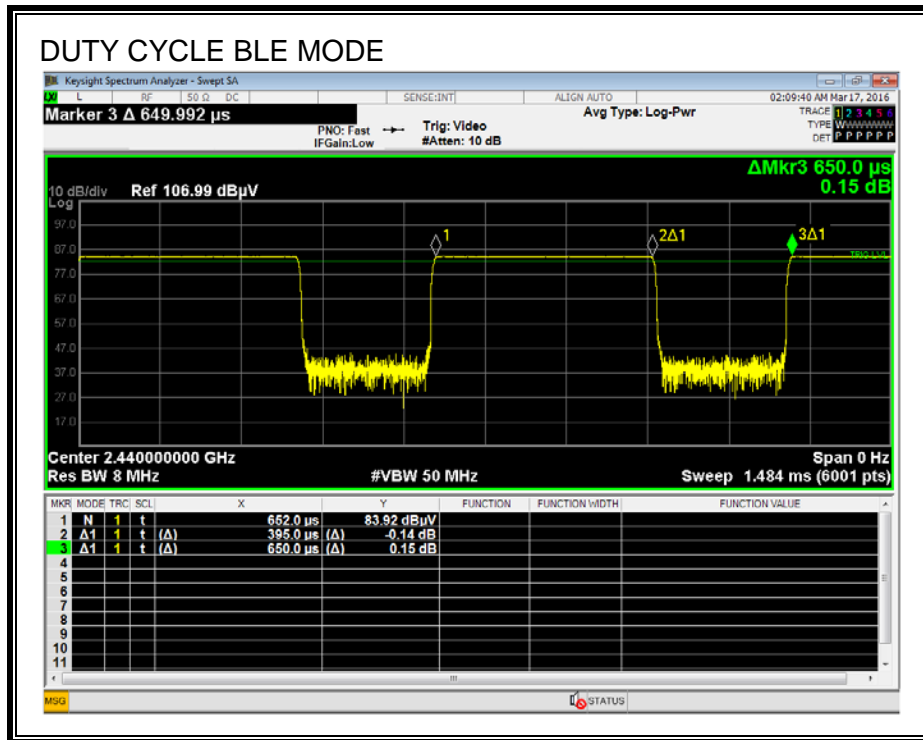 DUTY CYCLE BLE MODE
Keysight Spectrum Analyzer - Swept SA
LXI L RF 50 Ω DC SENSE:INT ALIGN AUTO 02:09:40 AM Mar 17, 2016
Marker 3 Δ 649.992 µs
PNO: Fast
IFGain:Low
Trig: Video
#Atten: 10 dB
Avg Type: Log-Pwr
TRACE 1 2 3 4 5 6
TYPE WWWWWW
DET P P P P P P
ΔMkr3 650.0 µs
0.15 dB
10 dB/div Ref 106.99 dBµV
Log
97.0
87.0
77.0
67.0
57.0
47.0
37.0
27.0
17.0
1
2Δ1
3Δ1
TRIG LVL
Center 2.440000000 GHz Span 0 Hz
Res BW 8 MHz #VBW 50 MHz Sweep 1.484 ms (6001 pts)
MKR MODE TRC SCL X Y FUNCTION FUNCTION WIDTH FUNCTION VALUE
1 N 1 t 652.0 µs 83.92 dBµV
2 Δ1 1 t (Δ) 395.0 µs (Δ) -0.14 dB
3 Δ1 1 t (Δ) 650.0 µs (Δ) 0.15 dB
4
5
6
7
8
9
10
11
MSG STATUS